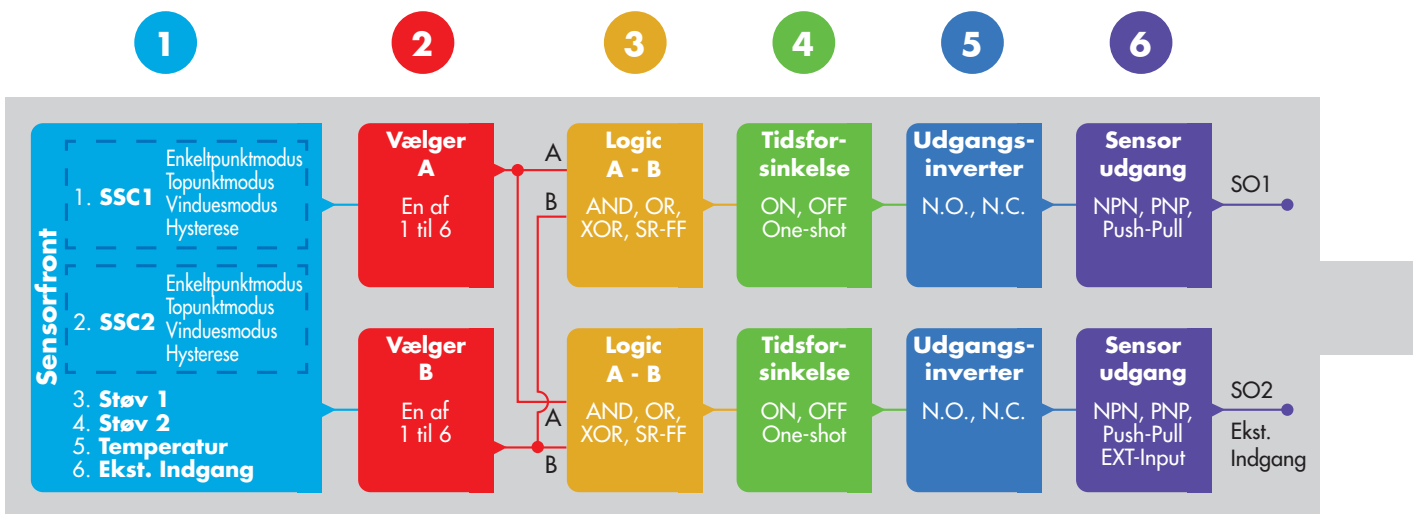 1
2
3
4
5
6
Sensorfront
1. SSC1
Enkeltpunktmodus
Topunktmodus
Vinduesmodus
Hysterese
2. SSC2
Enkeltpunktmodus
Topunktmodus
Vinduesmodus
Hysterese
3. Støv 1
4. Støv 2
5. Temperatur
6. Ekst. Indgang
Vælger
A
En af
1 til 6
A
B
Logic
A - B
AND, OR,
XOR, SR-FF
Tidsfor-
sinkelse
ON, OFF
One-shot
Udgangs-
inverter
N.O., N.C.
Sensor
udgang
NPN, PNP,
Push-Pull
SO1
Vælger
B
En af
1 til 6
A
B
Logic
A - B
AND, OR,
XOR, SR-FF
Tidsfor-
sinkelse
ON, OFF
One-shot
Udgangs-
inverter
N.O., N.C.
Sensor
udgang
NPN, PNP,
Push-Pull
EXT-Input
SO2
Ekst.
Indgang